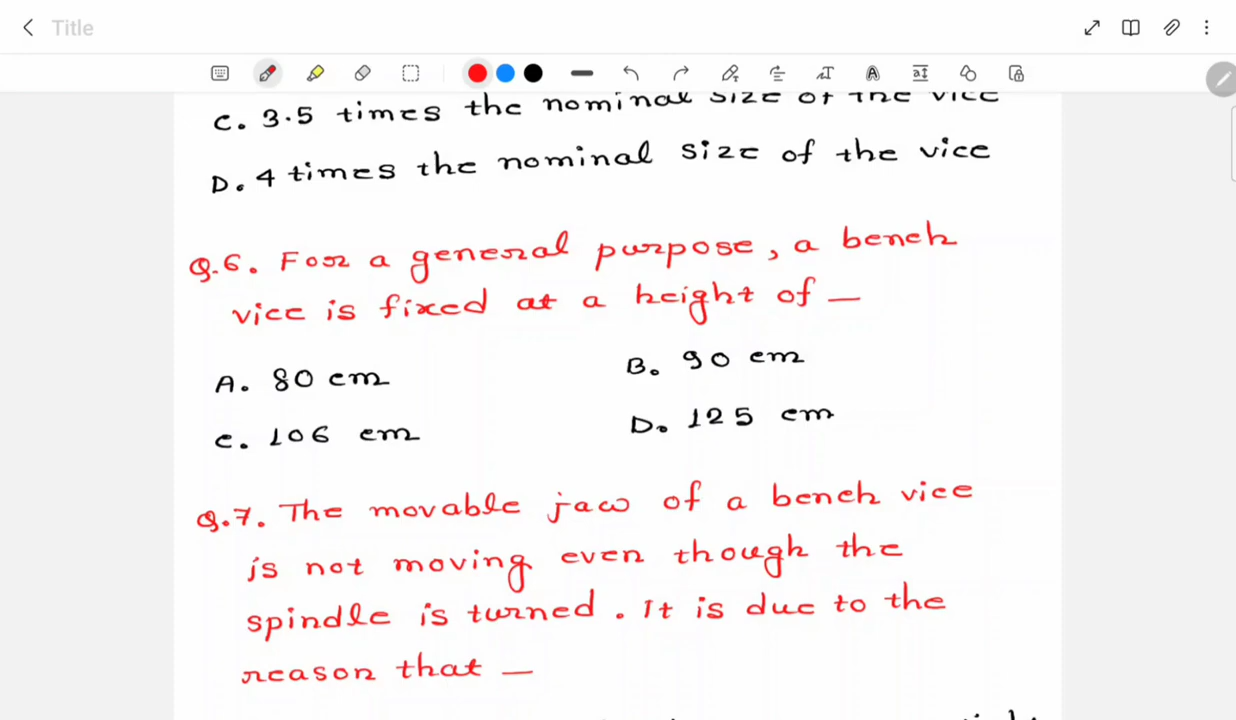 Title
C. 3.5 times the nominal size of the vice
D. 4 times the nominal size of the vice
Q.6. For a general purpose, a bench
vice is fixed at a height of —
A. 80 cm
B. 90 cm
C. 106 cm
D. 125 cm
Q.7. The movable jaw of a bench vice
is not moving even though the
spindle is turned. It is due to the
reason that —